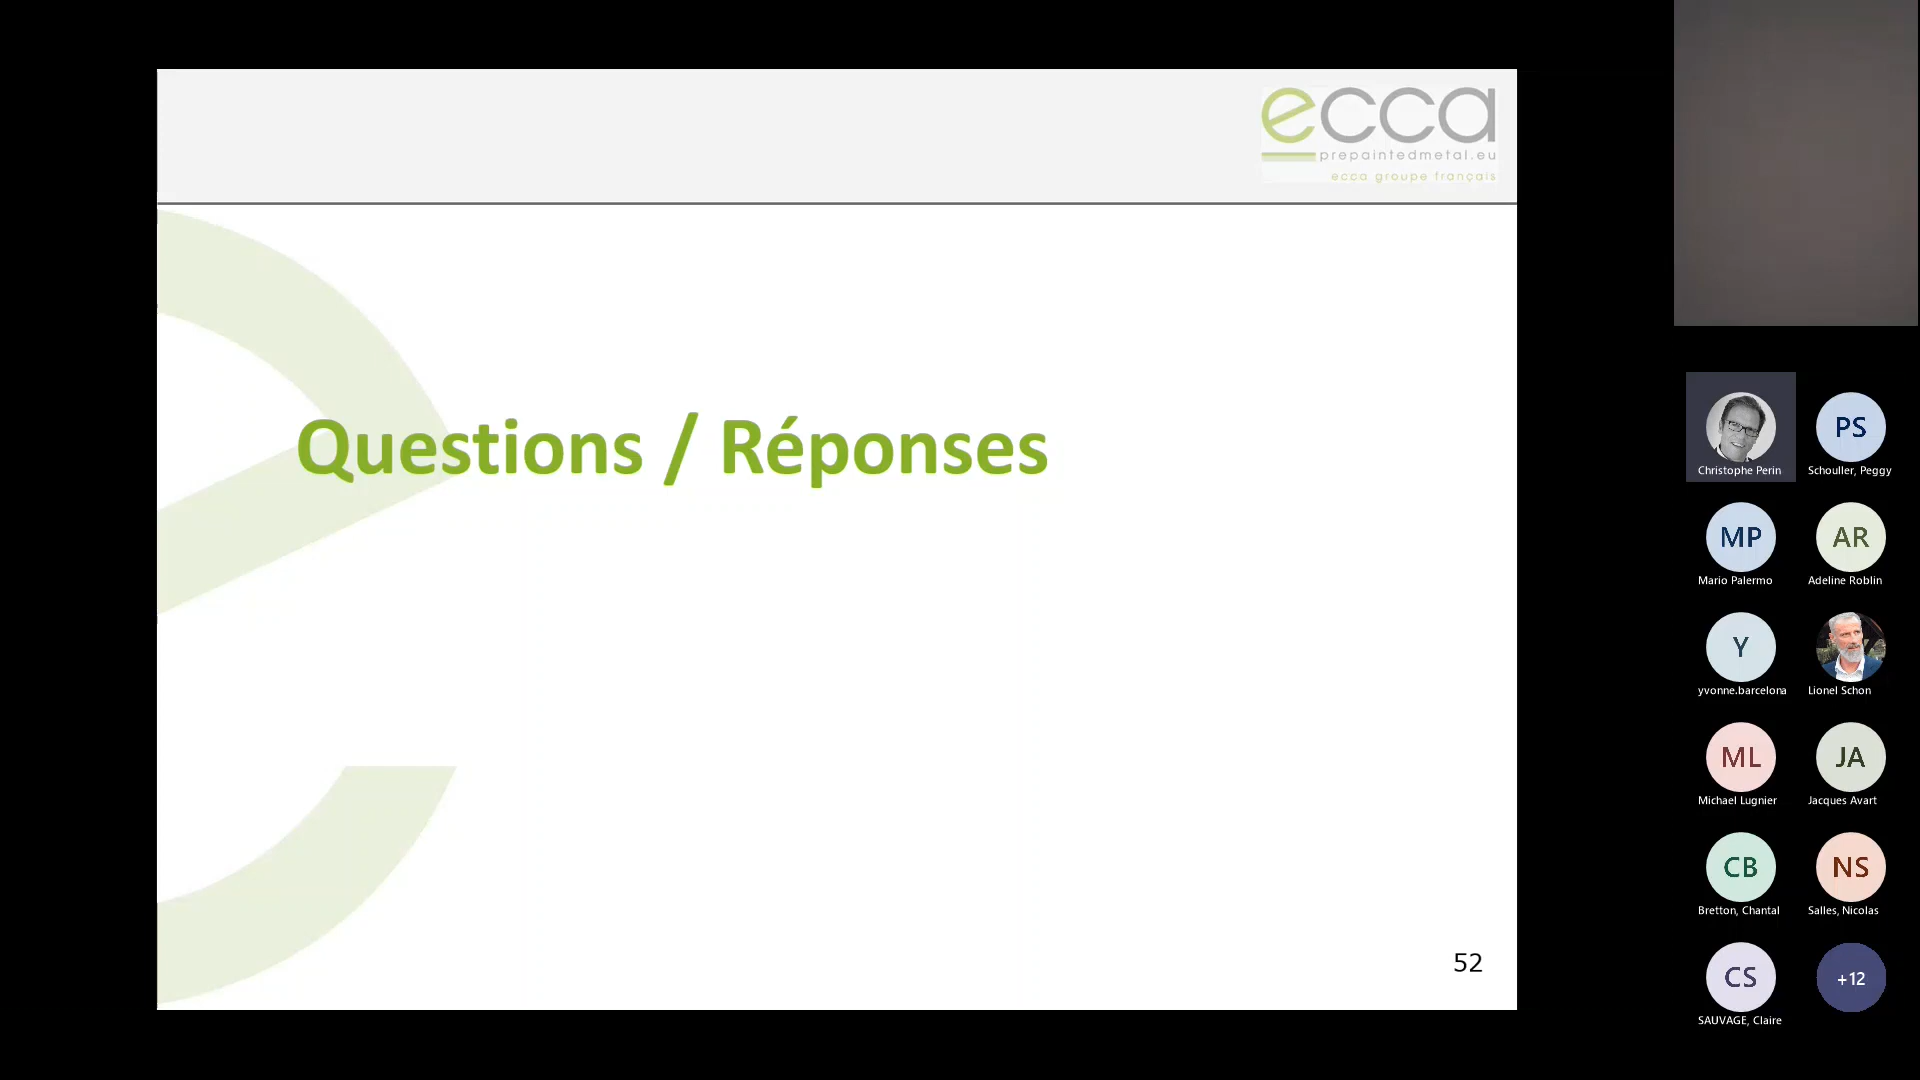 ecca
prepaintedmetal.eu
ecca groupe français
Questions / Réponses
52
Christophe Perin
PS
Schouller, Peggy
MP
Mario Palermo
AR
Adeline Roblin
Y
yvonne.barcelona
Lionel Schon
ML
Michael Lugnier
JA
Jacques Avart
CB
Bretton, Chantal
NS
Salles, Nicolas
CS
SAUVAGE, Claire
+12